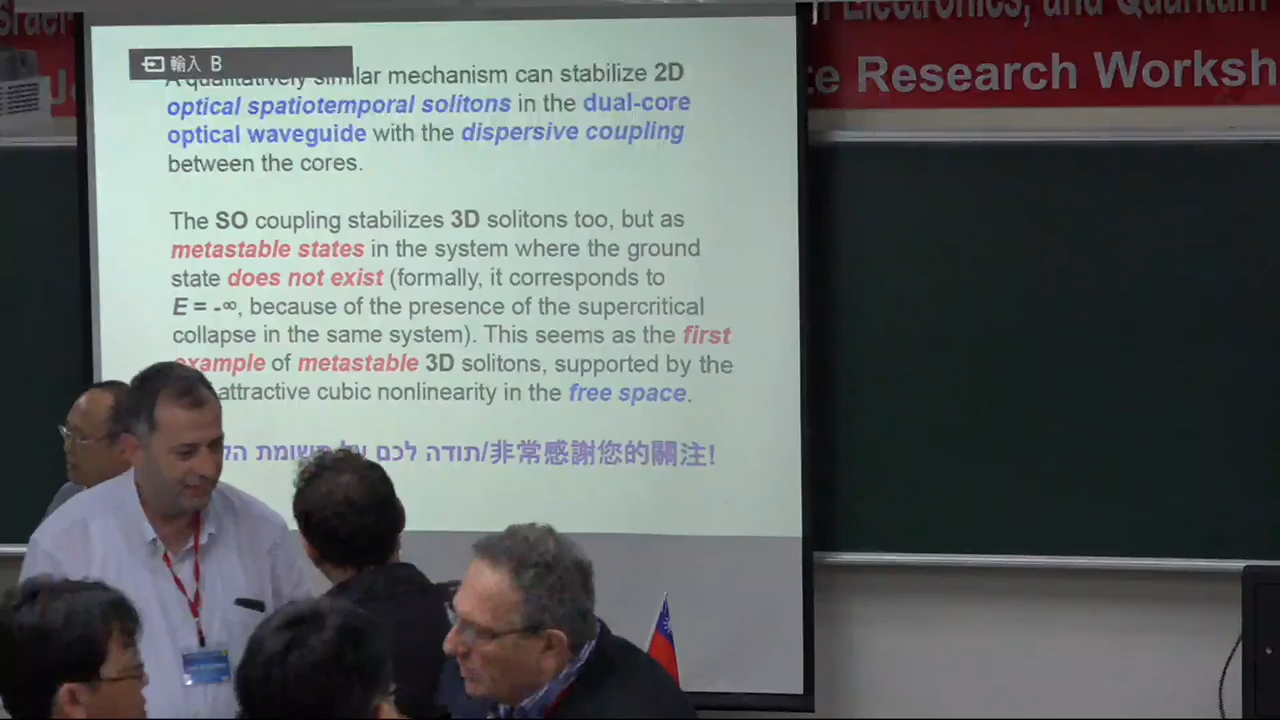 Electronics, and Quantum
Research Worksh
輸入 B
similar mechanism can stabilize 2D
optical spatiotemporal solitons in the dual-core
optical waveguide with the dispersive coupling
between the cores.
The SO coupling stabilizes 3D solitons too, but as
metastable states in the system where the ground
state does not exist (formally, it corresponds to
E = -∞, because of the presence of the supercritical
collapse in the same system). This seems as the first
example of metastable 3D solitons, supported by the
attractive cubic nonlinearity in the free space.
תודה לכם על תשומת/非常感謝您的關注!